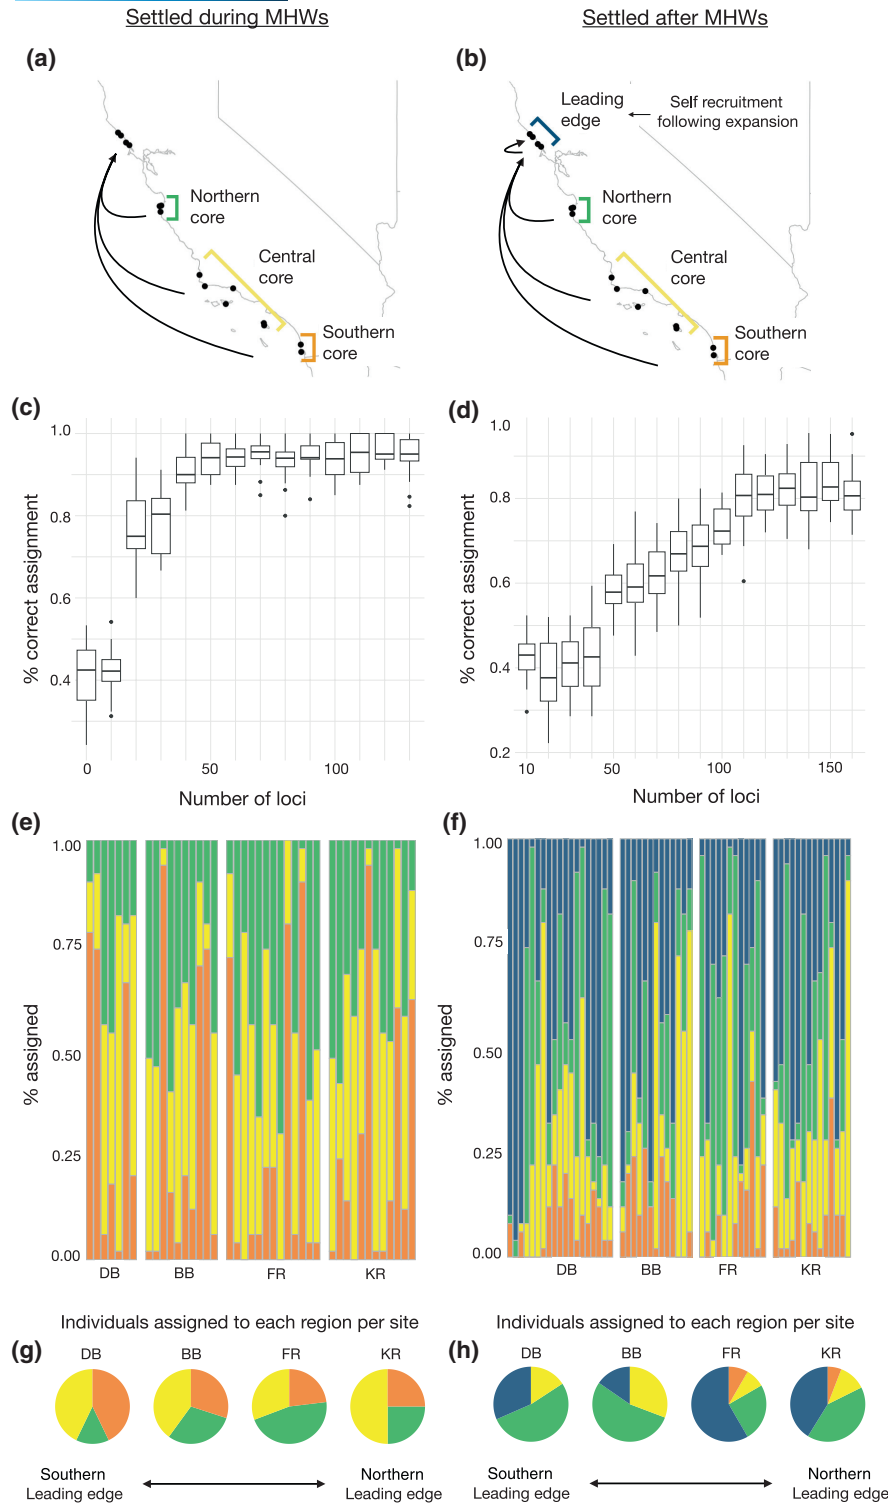 Settled during MHWs
Settled after MHWs
(a)
(b)
Leading
edge
Self recruitment
following expansion
Northern
core
Northern
core
Central
core
Central
core
Southern
core
Southern
core
(c)
(d)
% correct assignment
1.0
0.8
0.6
0.4
0
50
100
Number of loci
% correct assignment
1.0
0.8
0.6
0.4
0.2
10
50
100
150
Number of loci
(e)
(f)
% assigned
1.00
0.75
0.50
0.25
0.00
DB
BB
FR
KR
% assigned
1.00
0.75
0.50
0.25
0.00
DB
BB
FR
KR
Individuals assigned to each region per site
Individuals assigned to each region per site
(g)
DB
BB
FR
KR
(h)
DB
BB
FR
KR
Southern
Leading edge
Northern
Leading edge
Southern
Leading edge
Northern
Leading edge